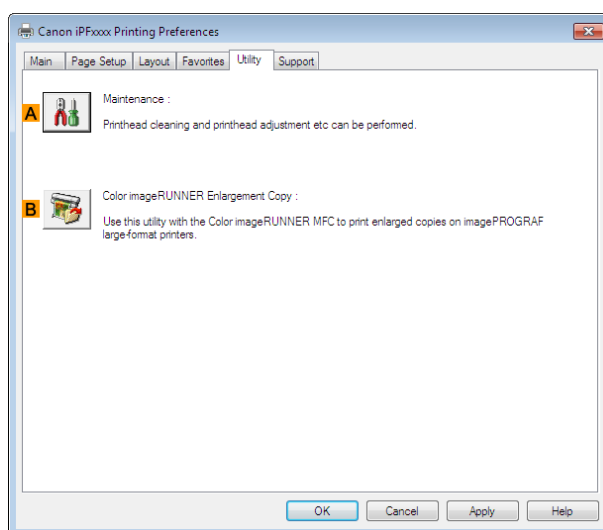 Canon iPFxxxx Printing Preferences
Main Page Setup Layout Favorites Utility Support
A
Maintenance :
Printhead cleaning and printhead adjustment etc can be performed.
B
Color imageRUNNER Enlargement Copy :
Use this utility with the Color imageRUNNER MFC to print enlarged copies on imagePROGRAF
large-format printers.
OK Cancel Apply Help